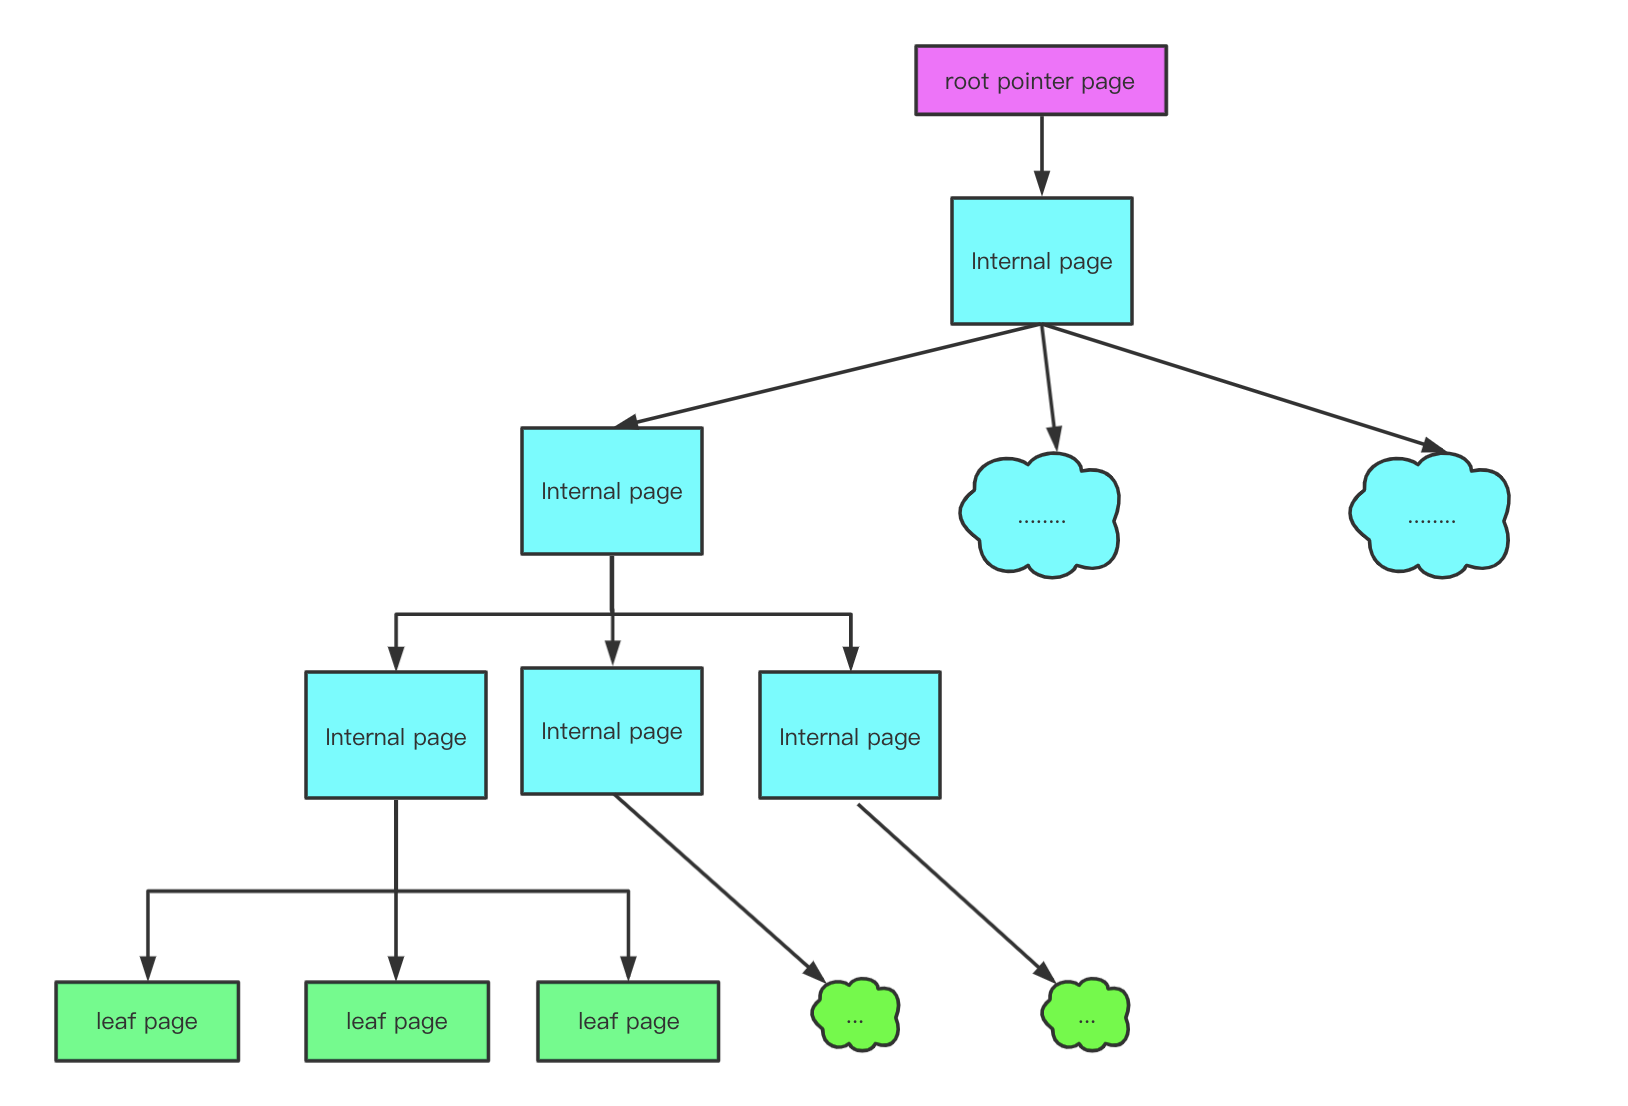 root pointer page
Internal page
Internal page
........
........
Internal page
Internal page
Internal page
leaf page
leaf page
leaf page
...
...